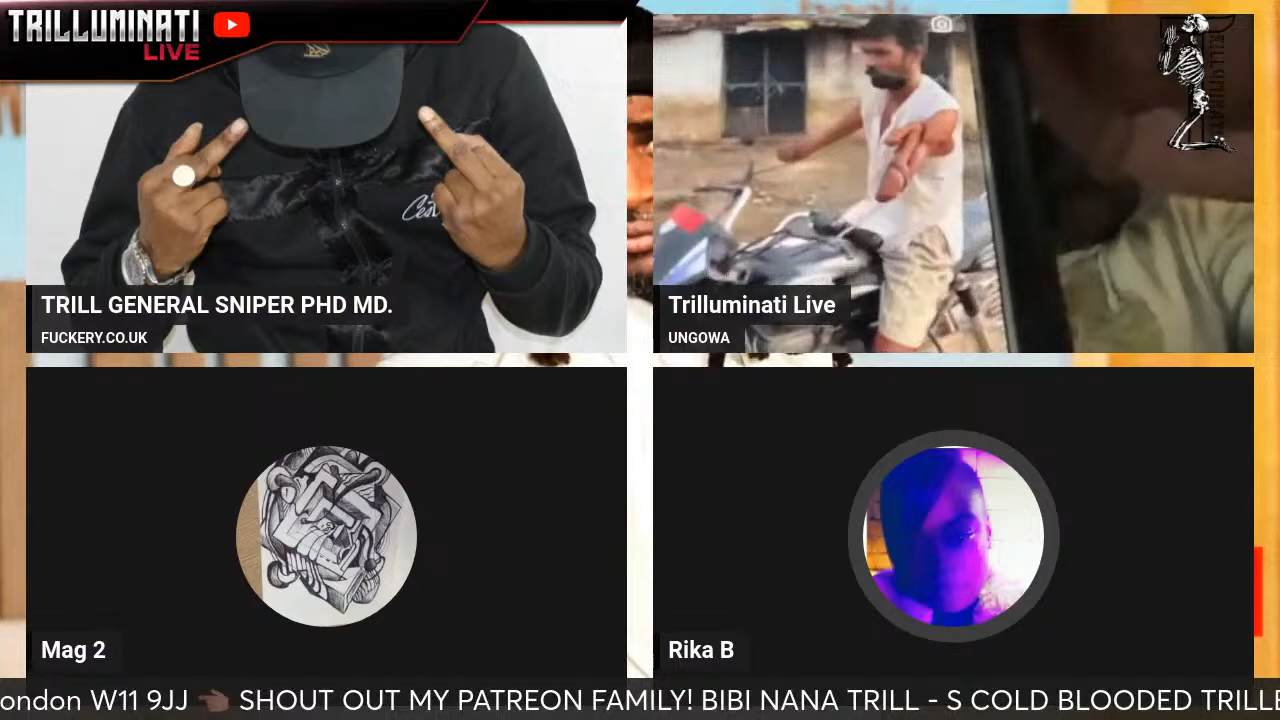 TRILLUMINATI
LIVE
TRILL GENERAL SNIPER PHD MD.
FUCKERY.CO.UK
Trilluminati Live
UNGOWA
Mag 2
Rika B
ondon W11 9JJ SHOUT OUT MY PATREON FAMILY! BIBI NANA TRILL - S COLD BLOODED TRILLE